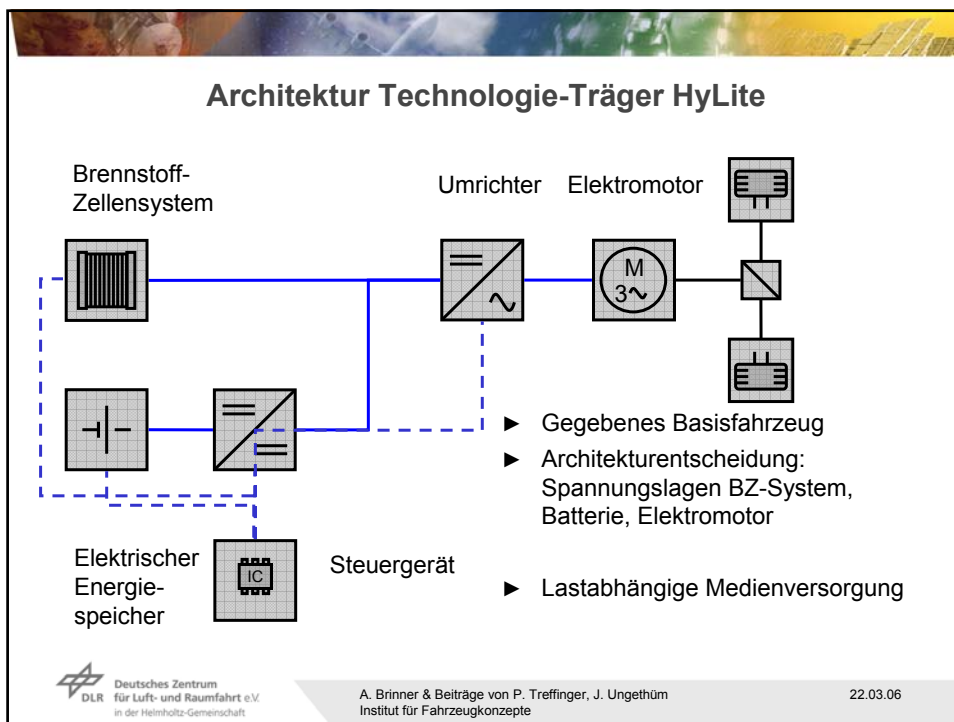 Architektur Technologie-Träger HyLite
Brennstoff-
Zellensystem
Umrichter
Elektromotor
M
3
Elektrischer
Energie-
speicher
IC
Steuergerät
► Gegebenes Basisfahrzeug
► Architekturentscheidung:
Spannungslagen BZ-System,
Batterie, Elektromotor
► Lastabhängige Medienversorgung
DLR
Deutsches Zentrum
für Luft- und Raumfahrt e.V.
in der Helmholtz-Gemeinschaft
A. Brinner & Beiträge von P. Treffinger, J. Ungethüm
Institut für Fahrzeugkonzepte
22.03.06